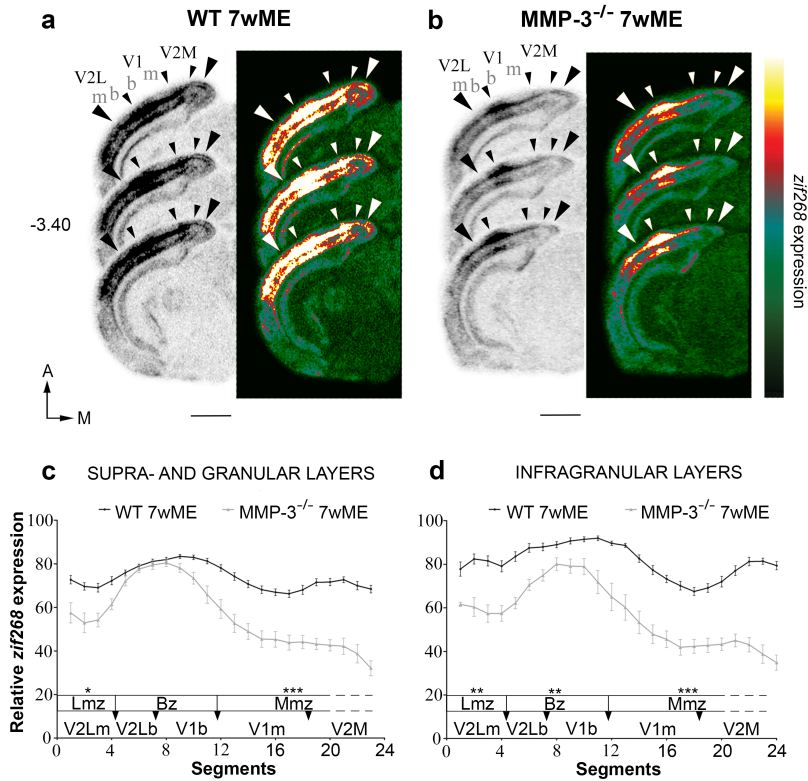 a
WT 7wME
b
MMP-3−/− 7wME
V2L
V1
V2M
m
b
b
m
V2L
V1
V2M
m
b
b
m
-3.40
zif268 expression
A
M
c
SUPRA- AND GRANULAR LAYERS
WT 7wME
MMP-3−/− 7wME
Relative zif268 expression
100
80
60
40
20
0
*
***
Lmz
Bz
Mmz
V2Lm
V2Lb
V1b
V1m
V2M
0
4
8
12
16
20
24
Segments
d
INFRAGRANULAR LAYERS
WT 7wME
MMP-3−/− 7wME
100
80
60
40
20
0
**
**
***
Lmz
Bz
Mmz
V2Lm
V2Lb
V1b
V1m
V2M
0
4
8
12
16
20
24
Segments